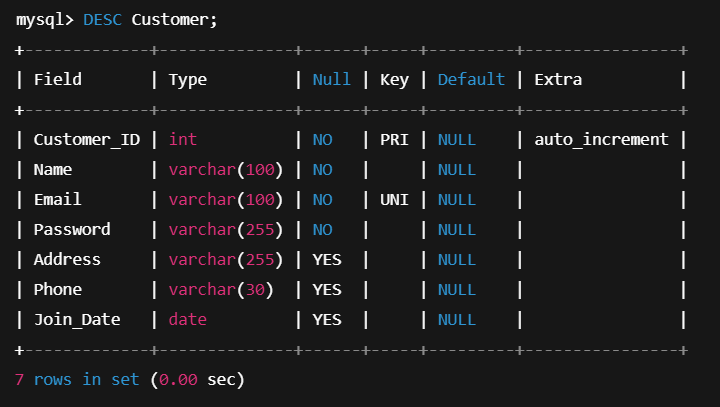 mysql> DESC Customer;
+-------------+--------------+------+-----+---------+----------------+
| Field       | Type         | Null | Key | Default | Extra          |
+-------------+--------------+------+-----+---------+----------------+
| Customer_ID | int          | NO   | PRI | NULL    | auto_increment |
| Name        | varchar(100) | NO   |     | NULL    |                |
| Email       | varchar(100) | NO   | UNI | NULL    |                |
| Password    | varchar(255) | NO   |     | NULL    |                |
| Address     | varchar(255) | YES  |     | NULL    |                |
| Phone       | varchar(30)  | YES  |     | NULL    |                |
| Join_Date   | date         | YES  |     | NULL    |                |
+-------------+--------------+------+-----+---------+----------------+
7 rows in set (0.00 sec)